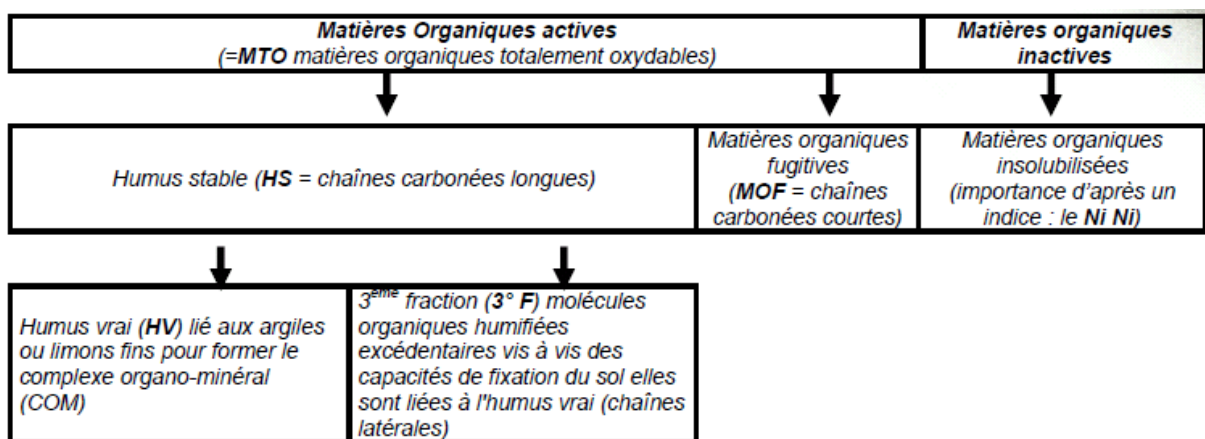 Matières Organiques actives
(=MTO matières organiques totalement oxydables)
Matières organiques
inactives
Humus stable (HS = chaînes carbonées longues)
Matières organiques
fugitives
(MOF = chaînes
carbonées courtes)
Matières organiques
insolubilisées
(importance d'après un
indice : le Ni Ni)
Humus vrai (HV) lié aux argiles
ou limons fins pour former le
complexe organo-minéral
(COM)
3ème fraction (3° F) molécules
organiques humifiées
excédentaires vis à vis des
capacités de fixation du sol elles
sont liées à l'humus vrai (chaînes
latérales)